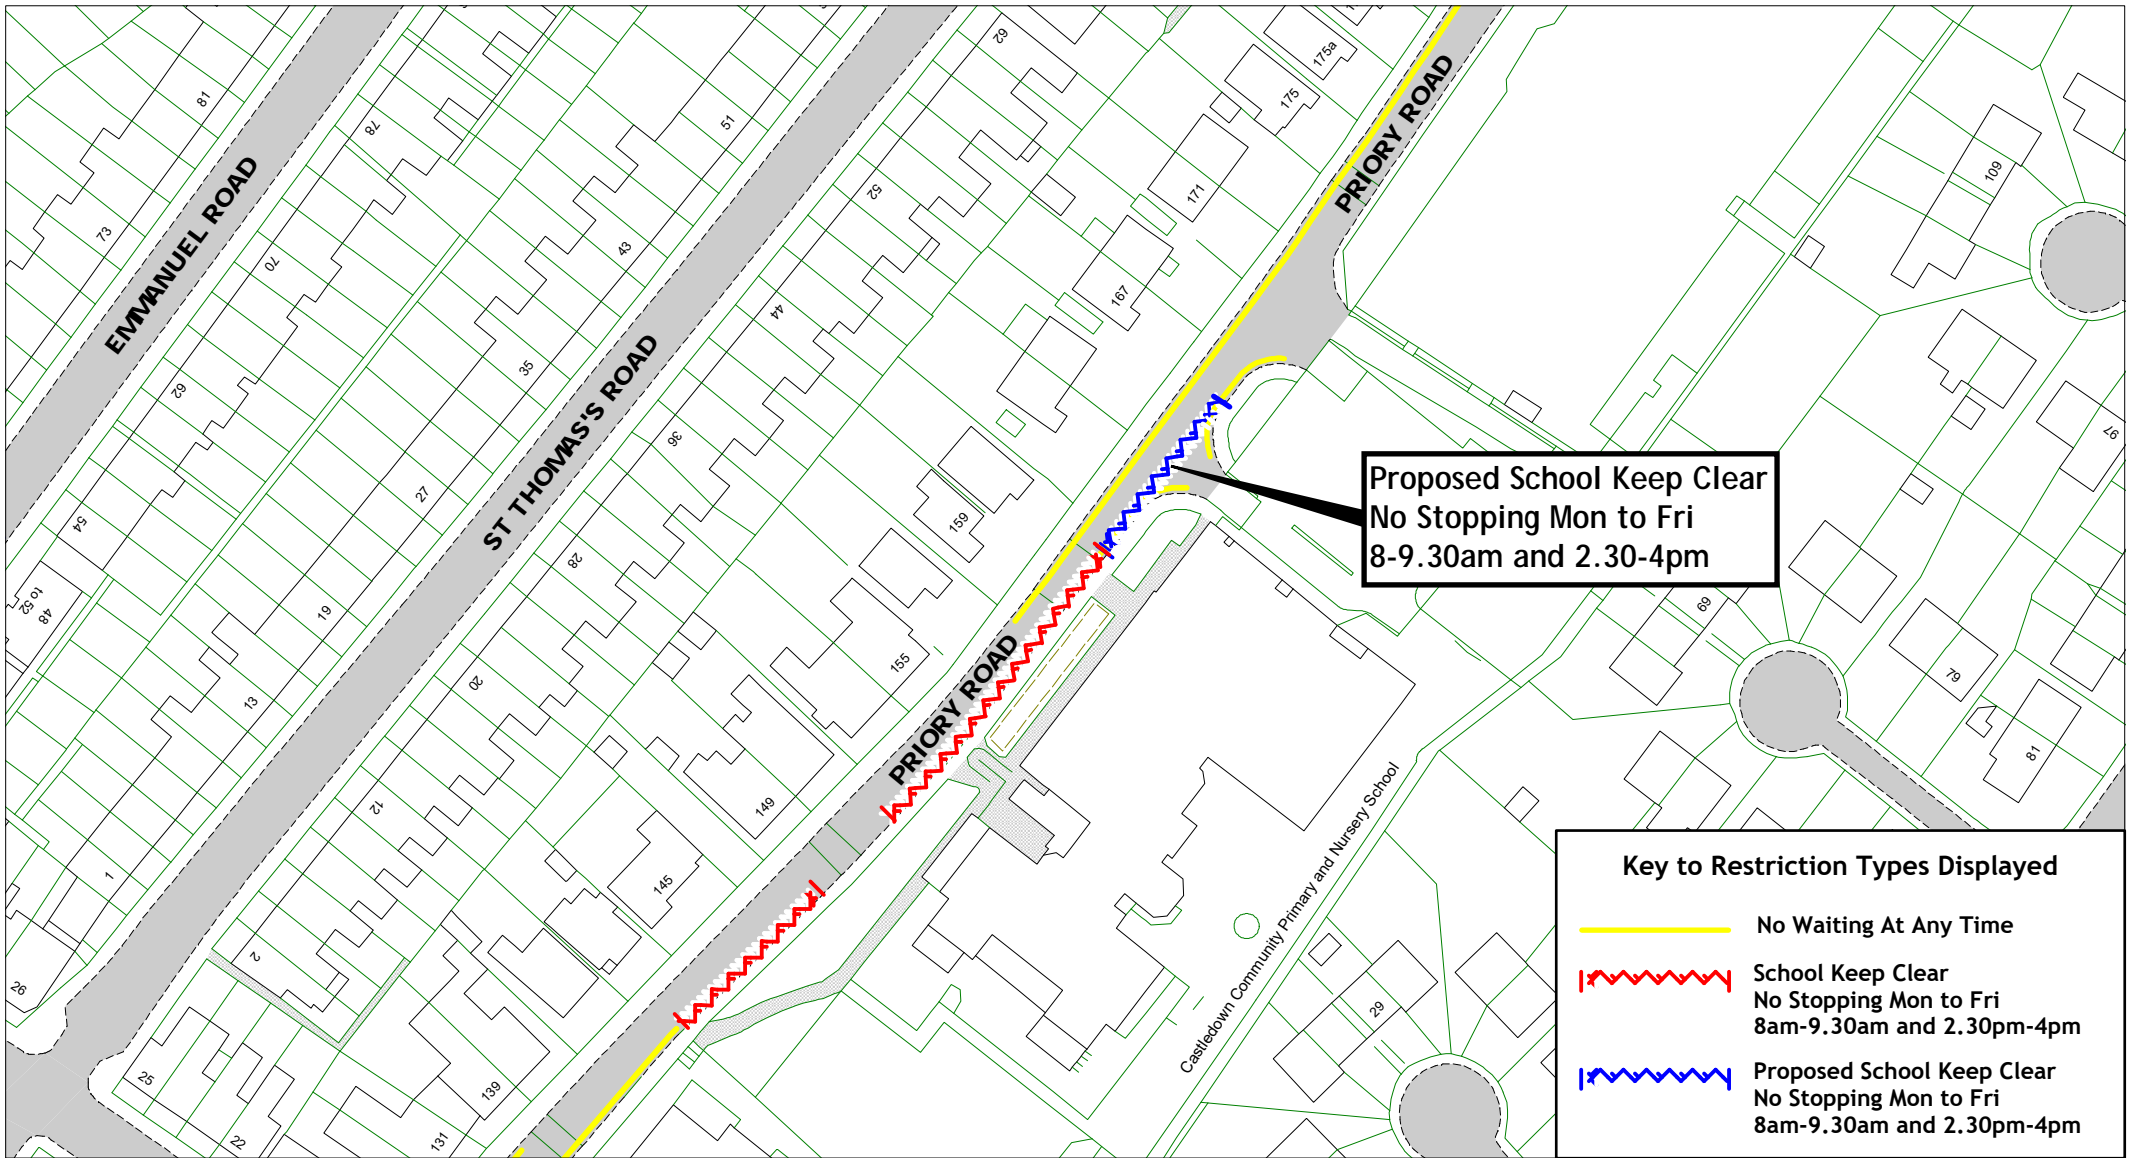 EMMANUEL ROAD
ST THOMAS'S ROAD
PRIORY ROAD
PRIORY ROAD
81
73
78
70
62
54
48
to 52
51
43
35
27
19
13
1
26
62
52
44
36
28
20
12
2
25
22
175a
175
171
167
159
155
149
145
139
131
109
97
69
79
81
29
Castledown Community Primary and Nursery School
Proposed School Keep Clear
No Stopping Mon to Fri
8-9.30am and 2.30-4pm
Key to Restriction Types Displayed
No Waiting At Any Time
School Keep Clear
No Stopping Mon to Fri
8am-9.30am and 2.30pm-4pm
Proposed School Keep Clear
No Stopping Mon to Fri
8am-9.30am and 2.30pm-4pm